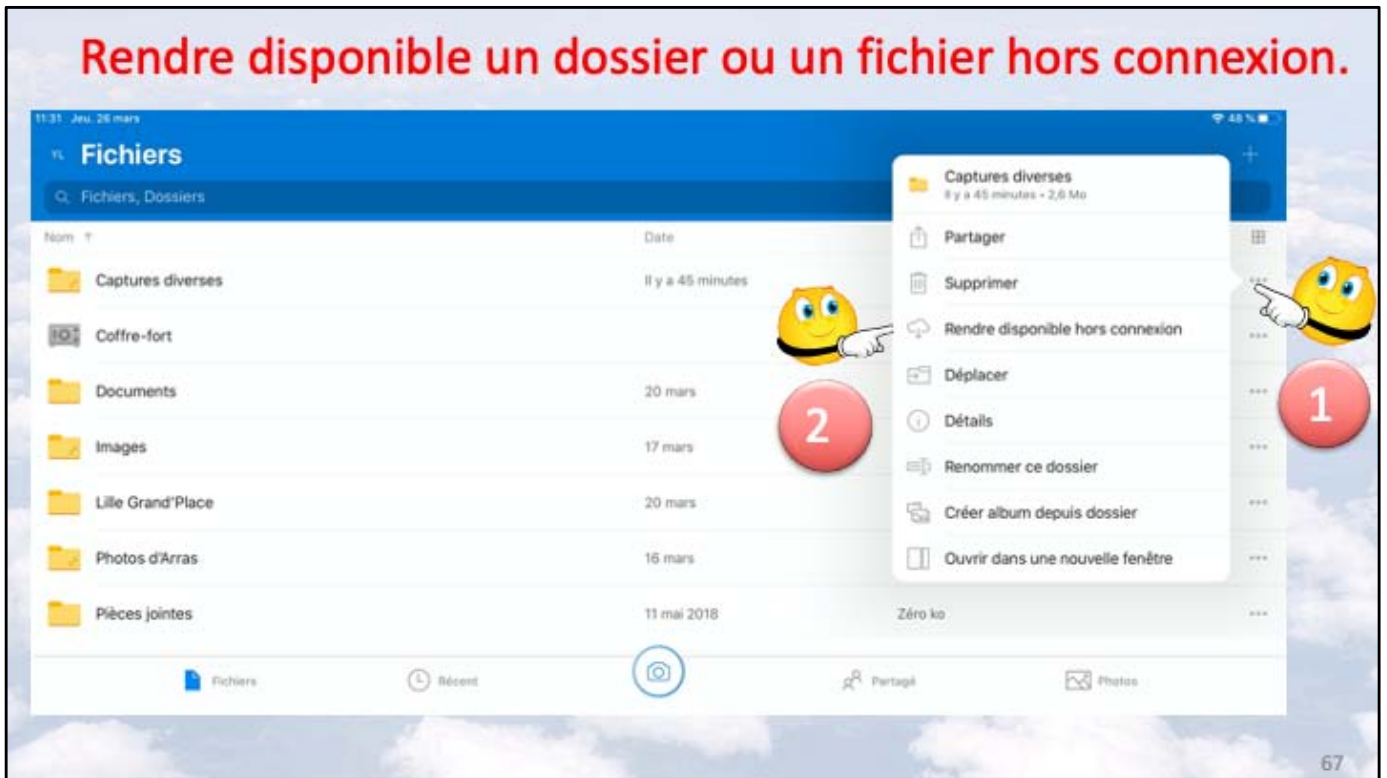 Rendre disponible un dossier ou un fichier hors connexion.
11:31 Jeu. 26 mars
48 %
YL Fichiers
Fichiers, Dossiers
Nom ↑ Date
Captures diverses Il y a 45 minutes
Coffre-fort
Documents 20 mars
Images 17 mars
Lille Grand'Place 20 mars
Photos d'Arras 16 mars
Pièces jointes 11 mai 2018 Zéro ko
Captures diverses
Il y a 45 minutes • 2,6 Mo
Partager
Supprimer
Rendre disponible hors connexion
Déplacer
Détails
Renommer ce dossier
Créer album depuis dossier
Ouvrir dans une nouvelle fenêtre
1
2
Fichiers Récent Partagé Photos
67